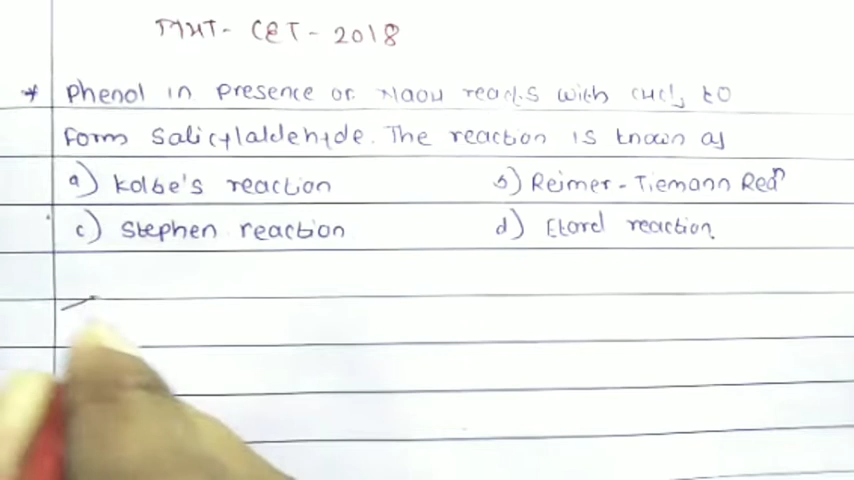 MHT - CET - 2018
* Phenol in presence of NaOH reacts with CHCl3 to
form salicylaldehyde. The reaction is known as
a) Kolbe's reaction b) Reimer - Tiemann Rea^n
c) Stephen reaction d) Etard reaction.